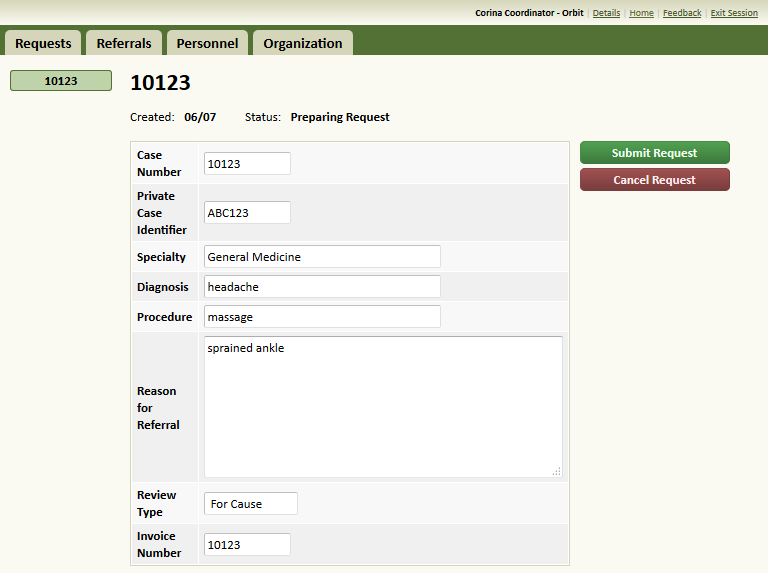 Corina Coordinator - Orbit | Details | Home | Feedback | Exit Session
Requests Referrals Personnel Organization
10123
10123
Created: 06/07 Status: Preparing Request
Case Number 10123
Submit Request
Cancel Request
Private Case Identifier ABC123
Specialty General Medicine
Diagnosis headache
Procedure massage
Reason for Referral sprained ankle
Review Type For Cause
Invoice Number 10123